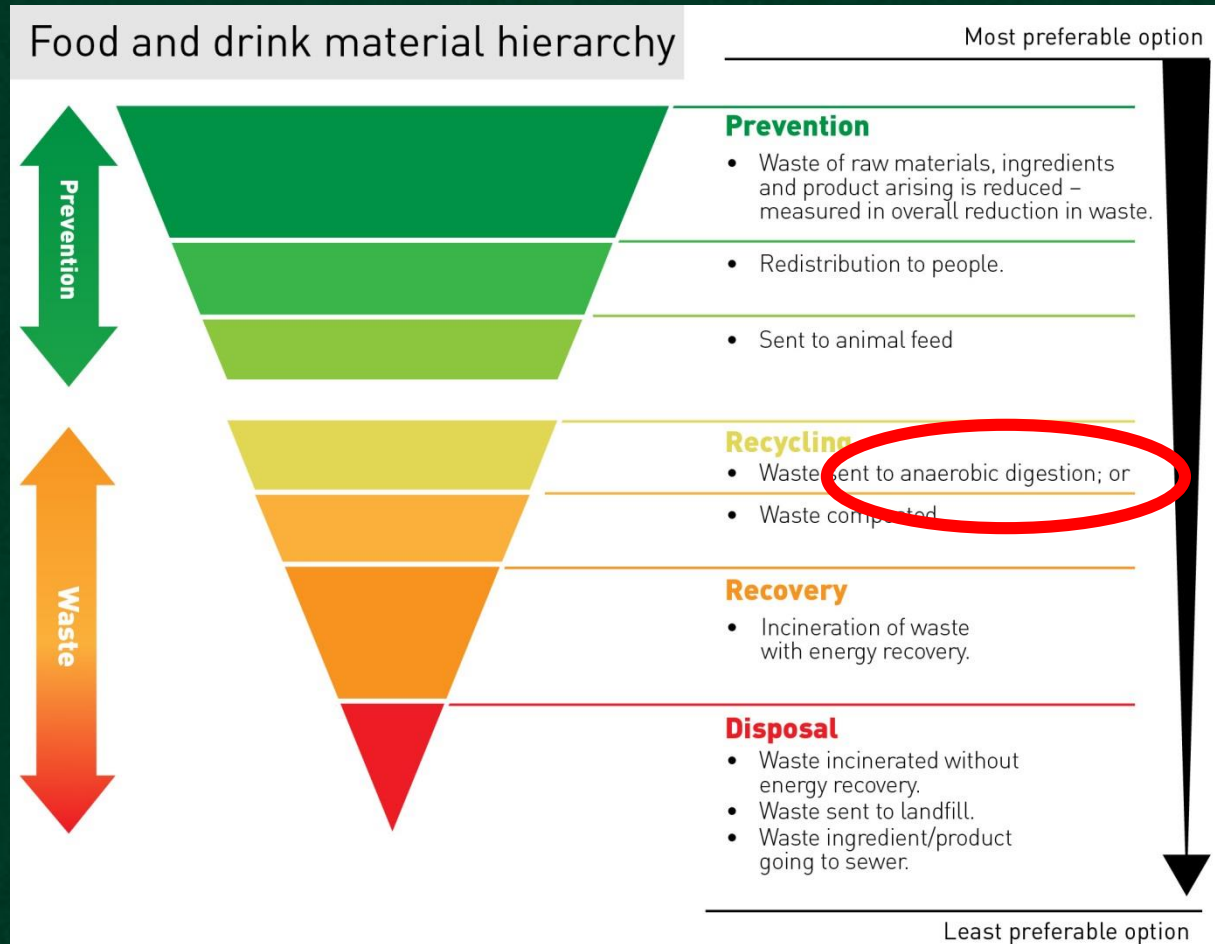 Food and drink material hierarchy
Most preferable option
Prevention
Prevention
• Waste of raw materials, ingredients
and product arising is reduced –
measured in overall reduction in waste.
• Redistribution to people.
• Sent to animal feed
Waste
Recycling
• Waste sent to anaerobic digestion; or
• Waste composted
Recovery
• Incineration of waste
with energy recovery.
Disposal
• Waste incinerated without
energy recovery.
• Waste sent to landfill.
• Waste ingredient/product
going to sewer.
Least preferable option